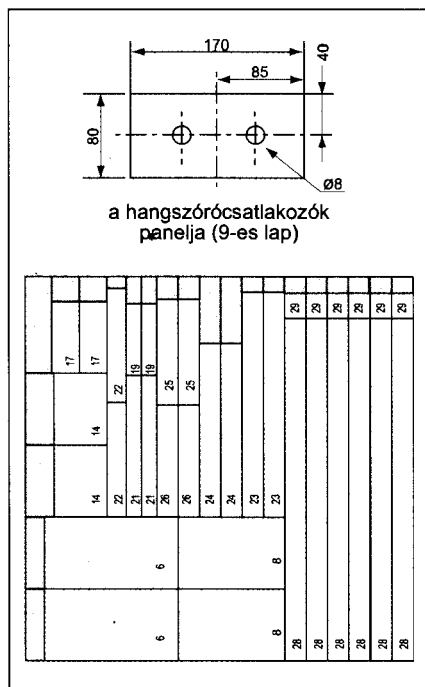 170
85
40
80
Ø8
a hangszórócsatlakozók
panelja (9-es lap)
29 29 29 29 29 29
17 17 19 19
22 25 25
14
14 22 21 21 26 26 24 24 23 23
6 8
6 8 28 28 28 28 28 28